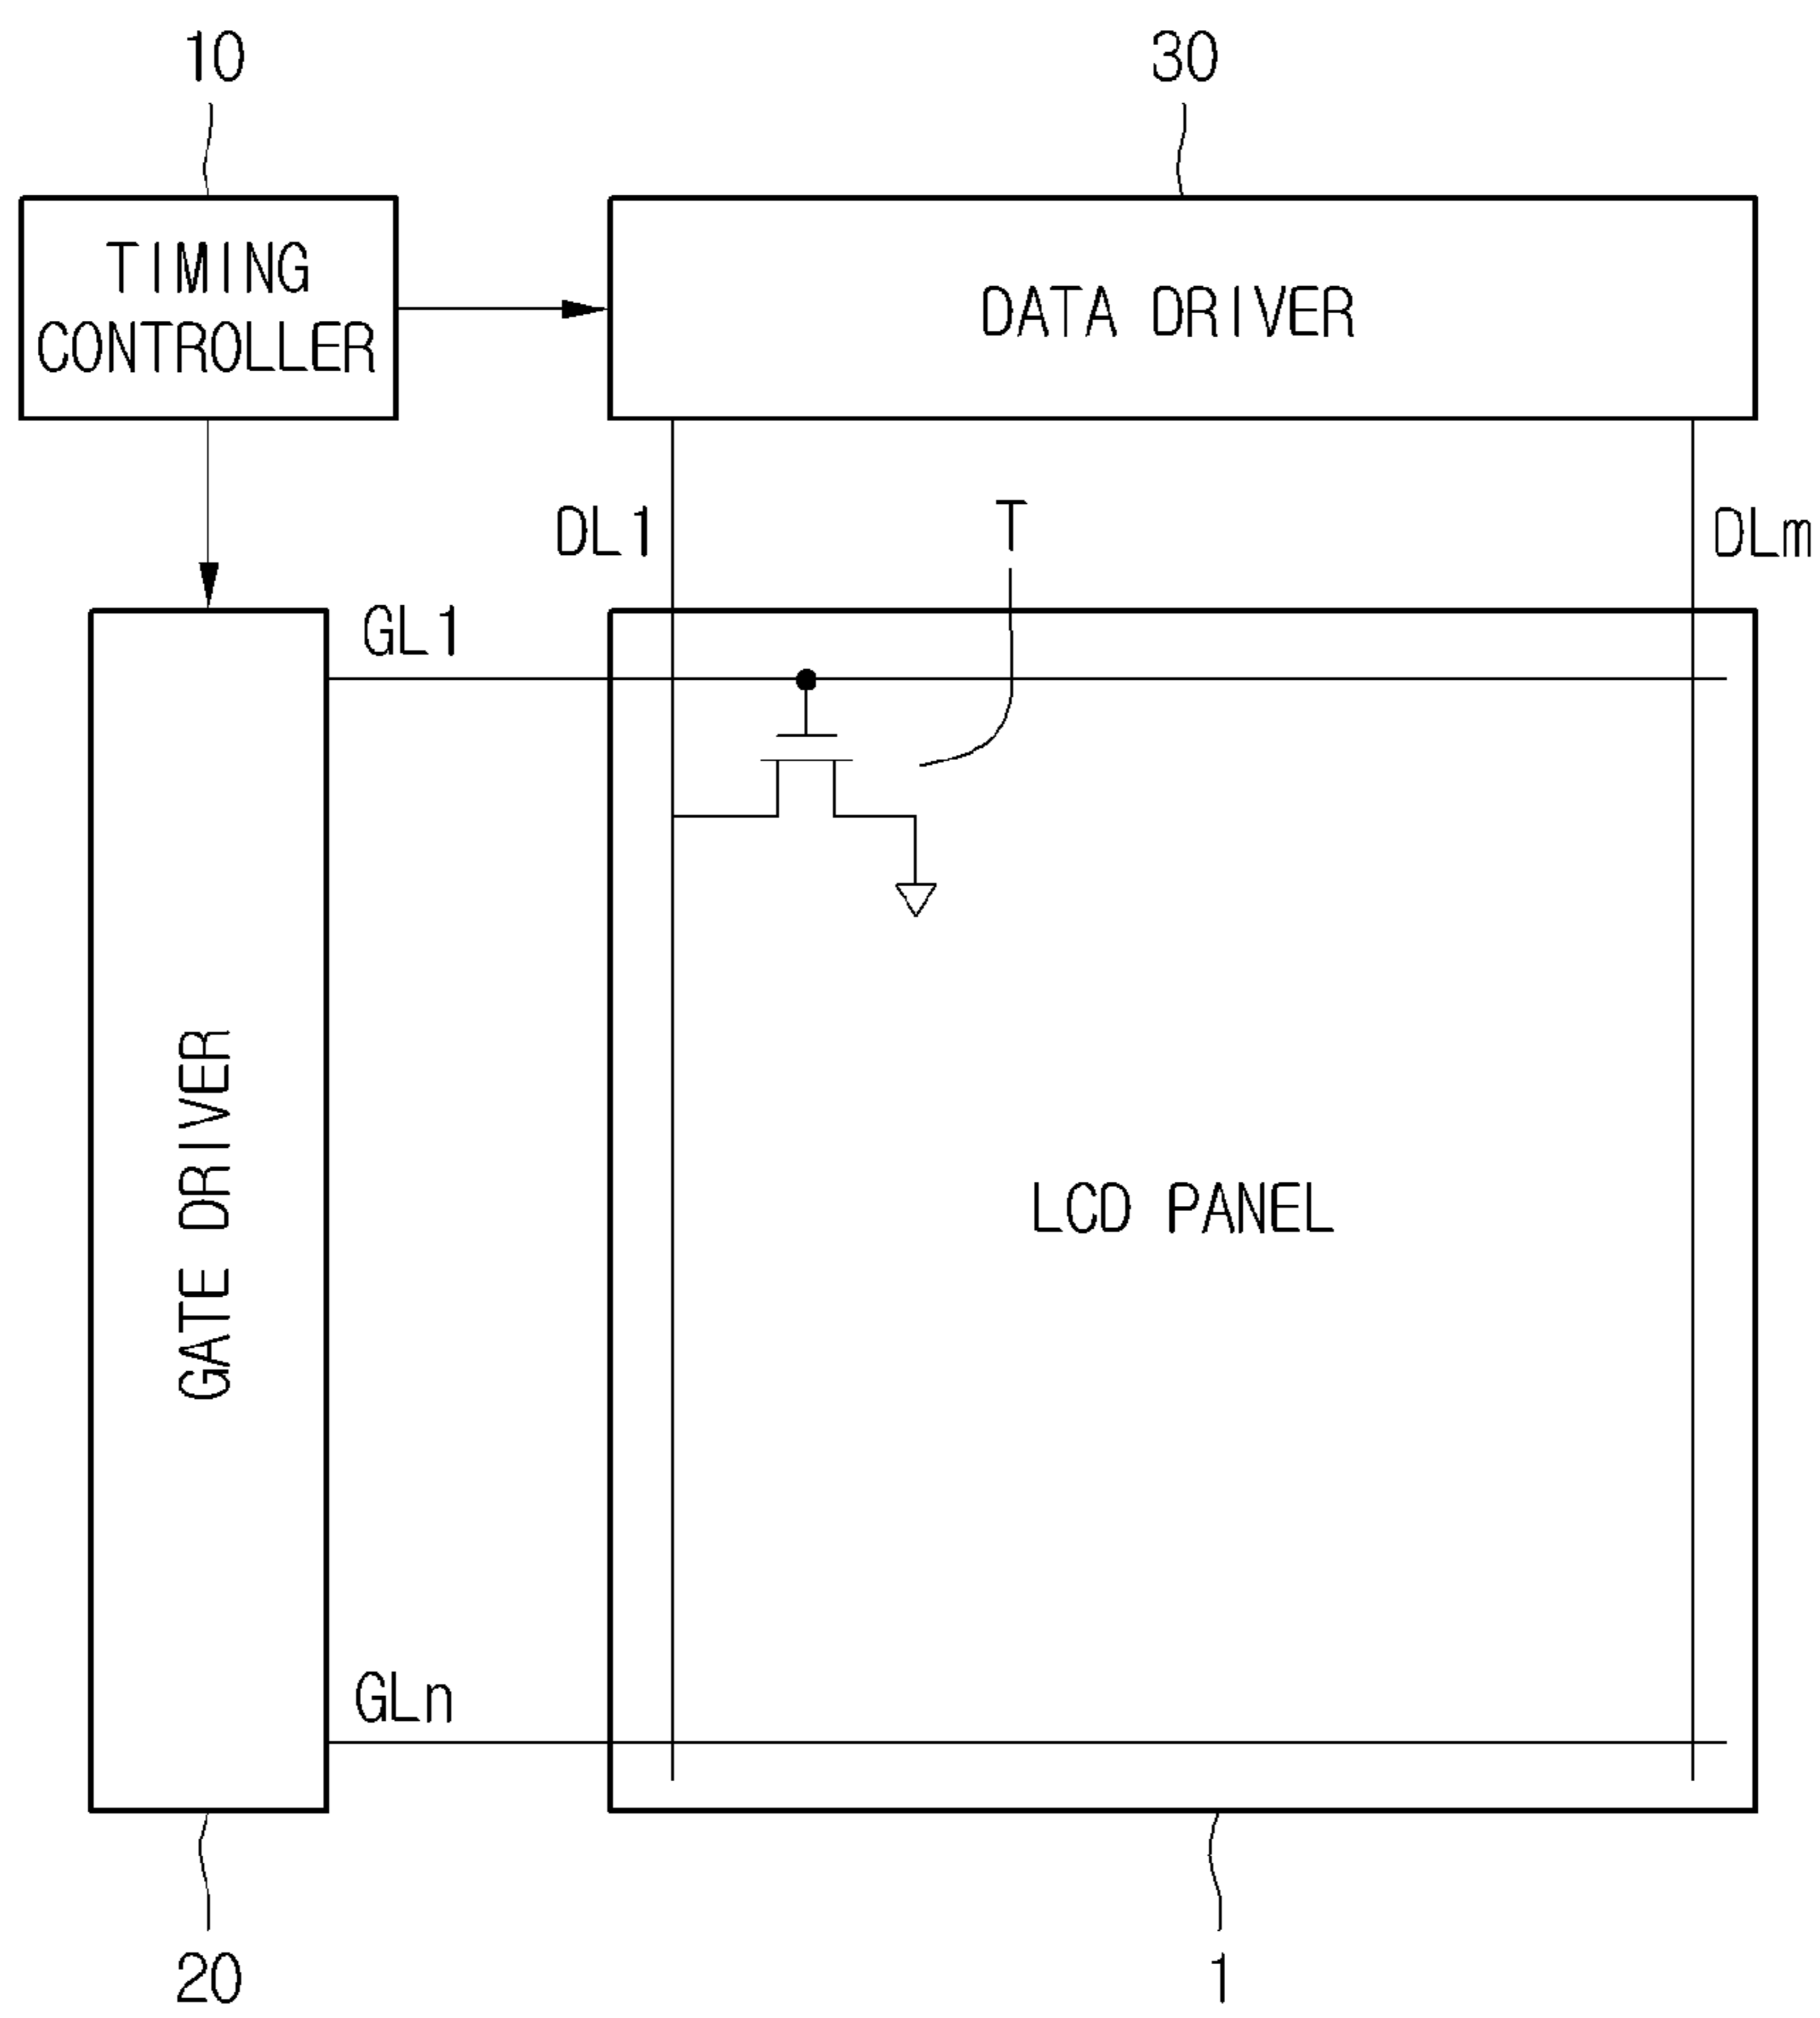 10
30
TIMING
CONTROLLER
DATA DRIVER
DL1
T
DLm
GL1
GATE DRIVER
LCD PANEL
GLn
20
1